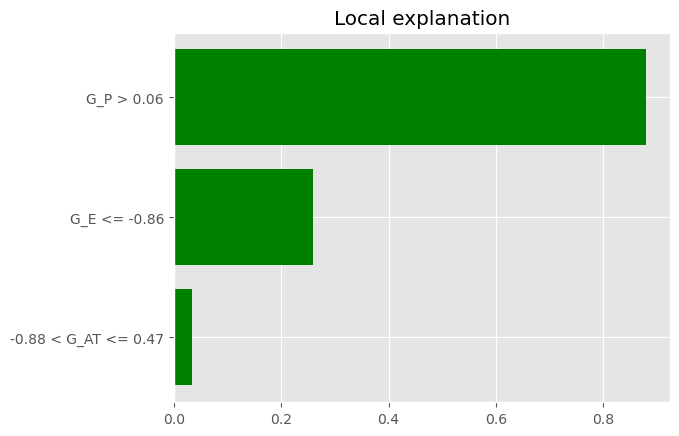 Local explanation
G_P > 0.06
G_E <= -0.86
-0.88 < G_AT <= 0.47
0.0 0.2 0.4 0.6 0.8